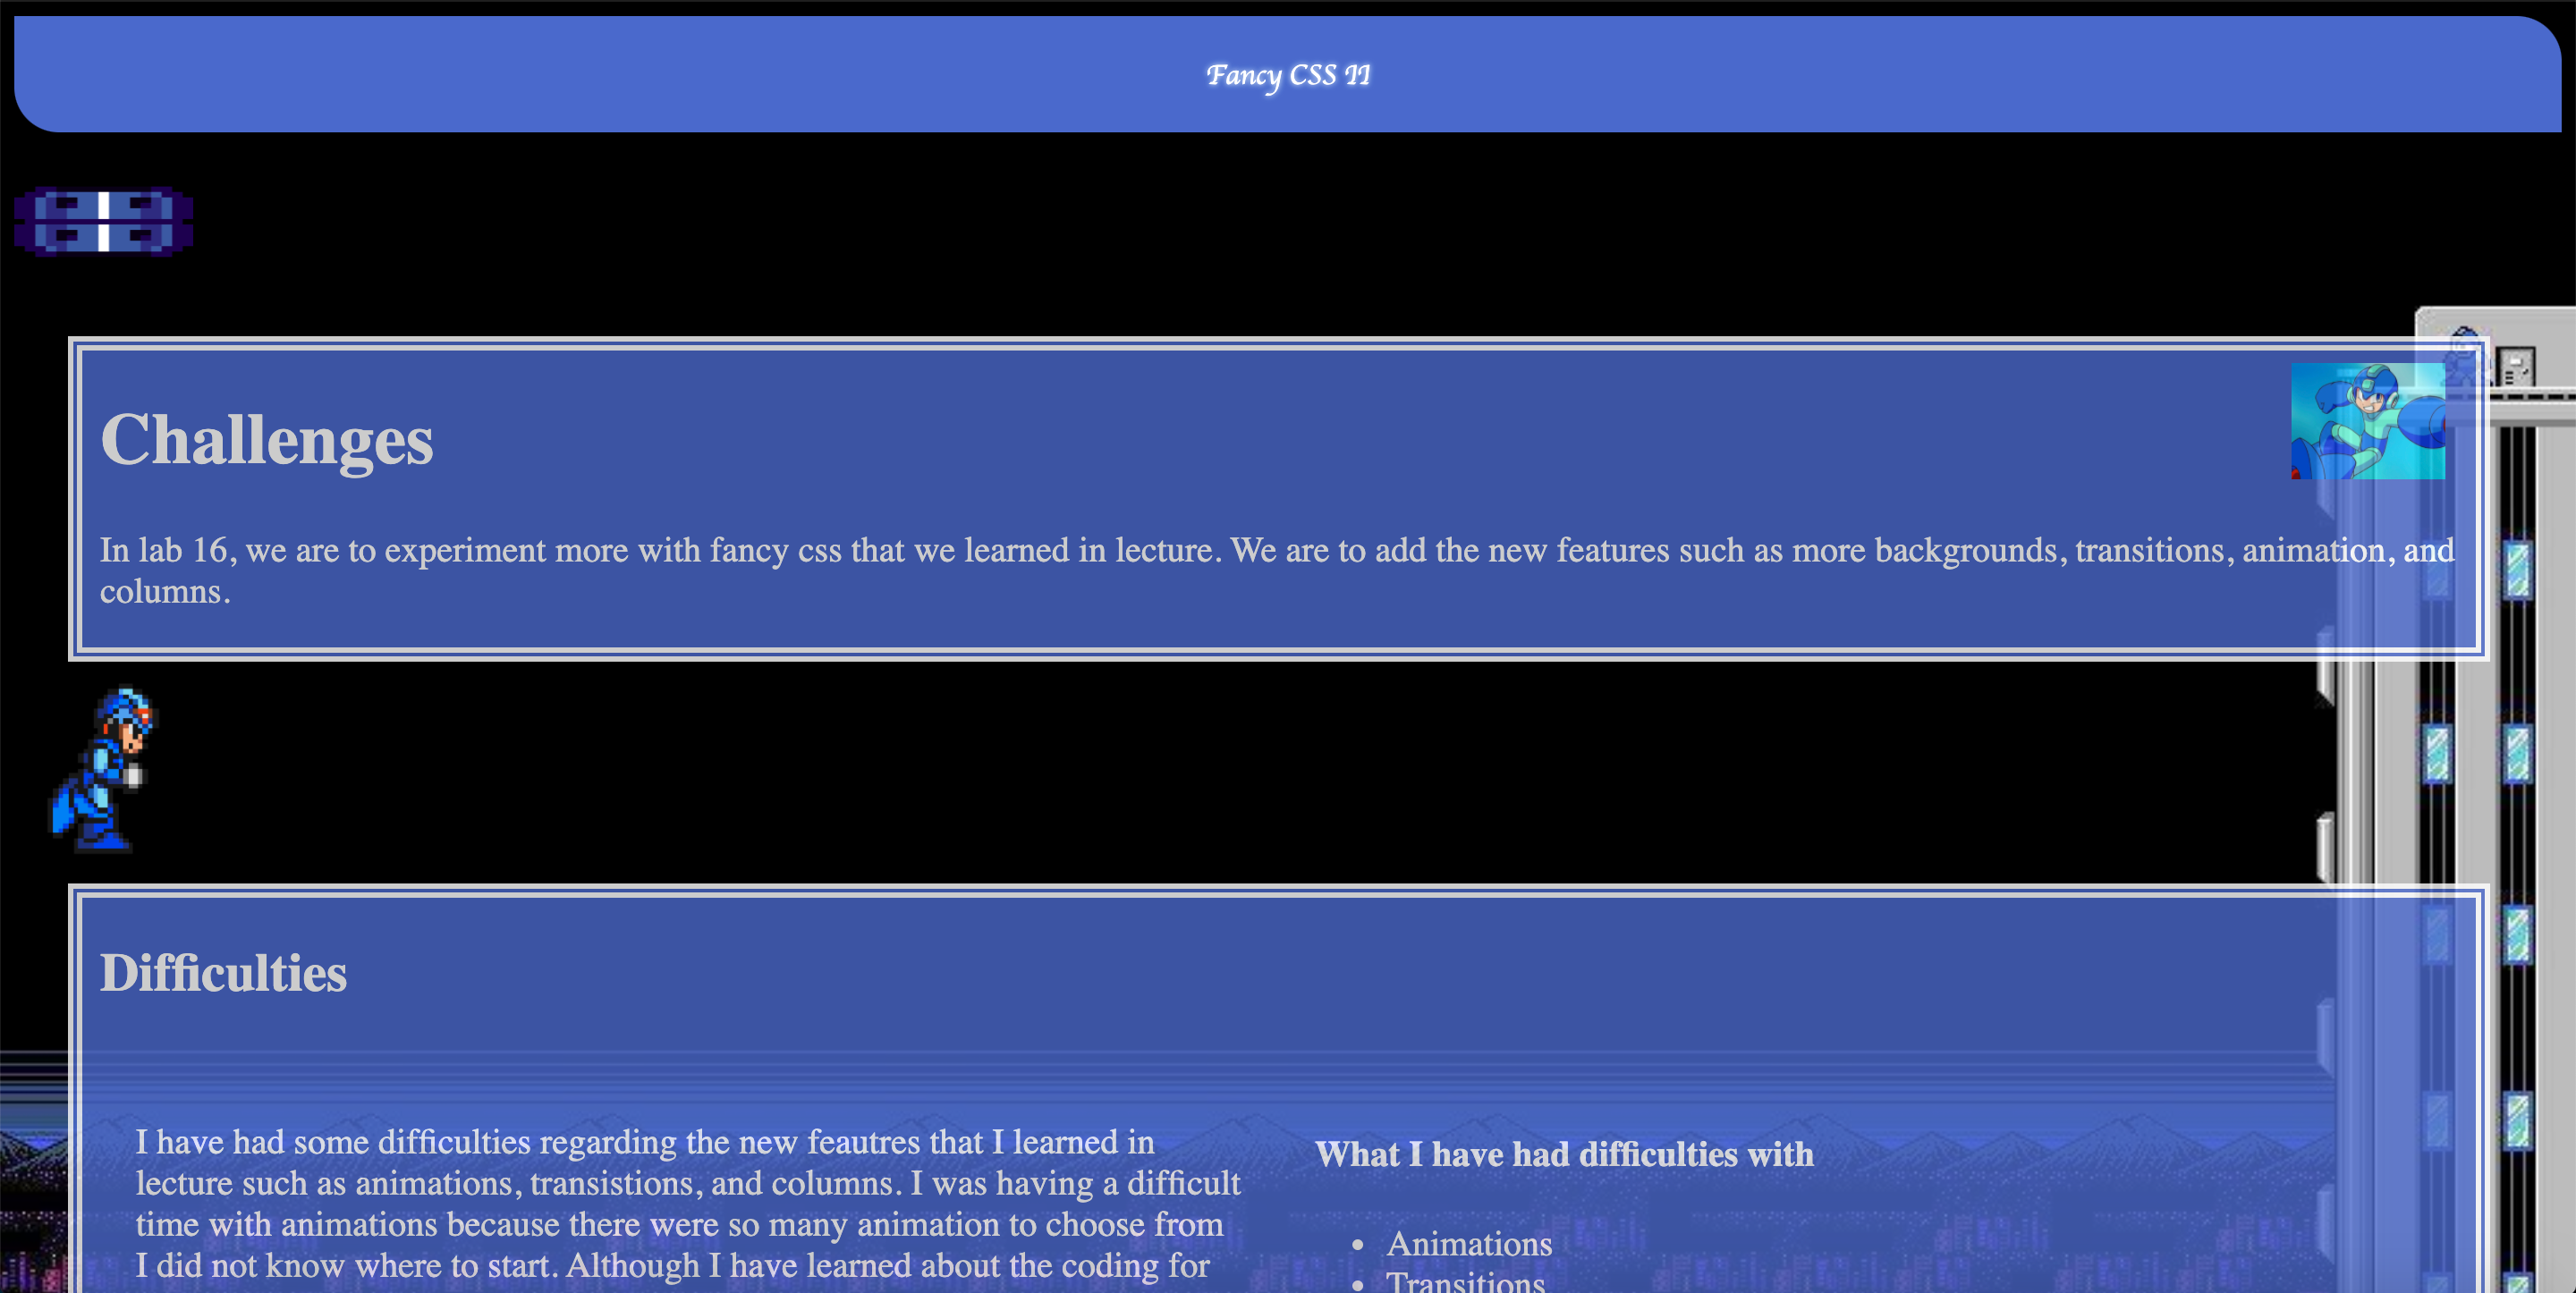 Fancy CSS II
Challenges
In lab 16, we are to experiment more with fancy css that we learned in lecture. We are to add the new features such as more backgrounds, transitions, animation, and
columns.
Difficulties
I have had some difficulties regarding the new feautres that I learned in
lecture such as animations, transistions, and columns. I was having a difficult
time with animations because there were so many animation to choose from
I did not know where to start. Although I have learned about the coding for
What I have had difficulties with
• Animations
• Transitions